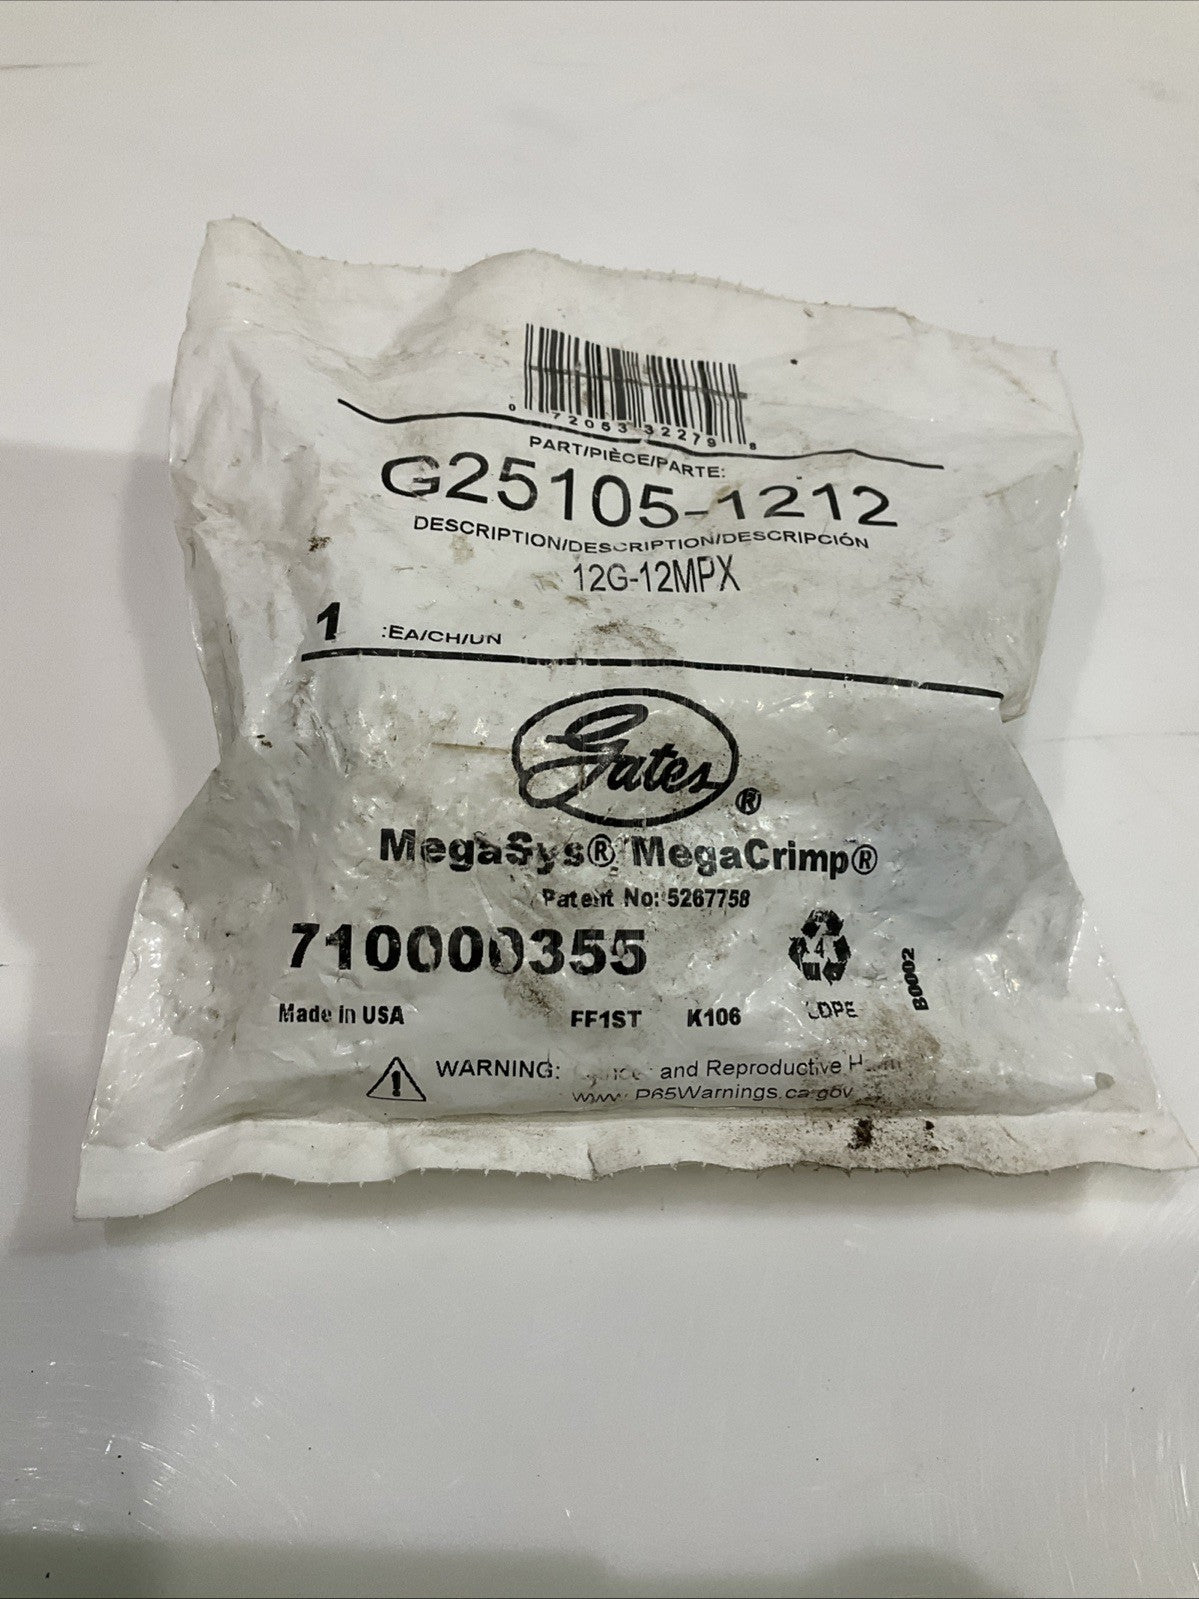 0 72053 32279 8
PART/PIÈCE/PARTE:
G25105-1212
DESCRIPTION/DESCRIPTION/DESCRIPCIÓN
12G-12MPX
1 :EA/CH/UN
Gates ®
MegaSys® MegaCrimp®
Patent No: 5267758
710000355
4
LDPE
B0002
Made in USA FF1ST K106
WARNING: Cancer and Reproductive Harm
www.P65Warnings.ca.gov